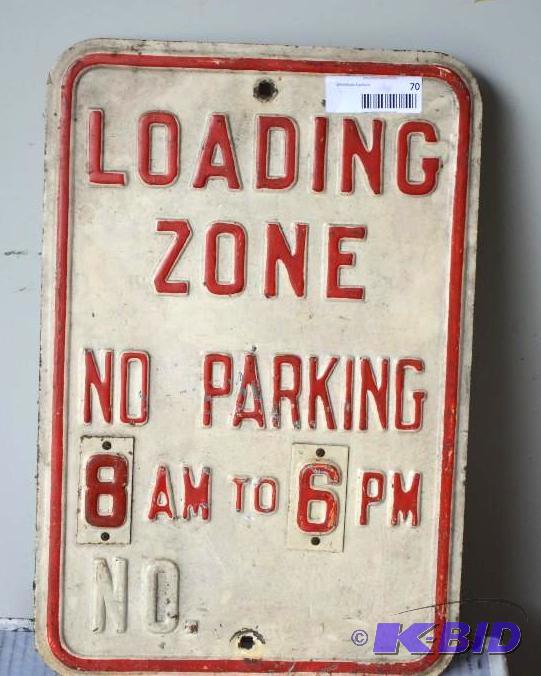 70
LOADING
ZONE
NO PARKING
8 AM TO 6 PM
NO.
© K-BID